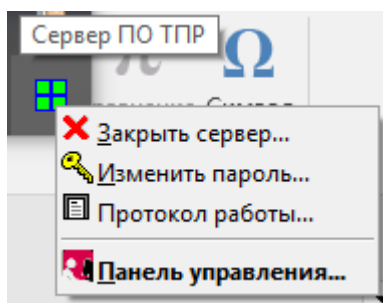 Сервер ПО ТПР
π Ω
Закрыть сервер...
Изменить пароль...
Протокол работы...
Панель управления...